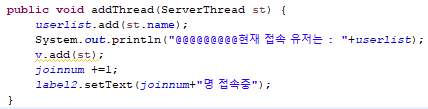 public void addThread(ServerThread st) {
userlist.add(st.name);
System.out.println("@@@@@@@@@현재 접속 유저는 : "+userlist);
v.add(st);
joinnum +=1;
label2.setText(joinnum+"명 접속중");
}